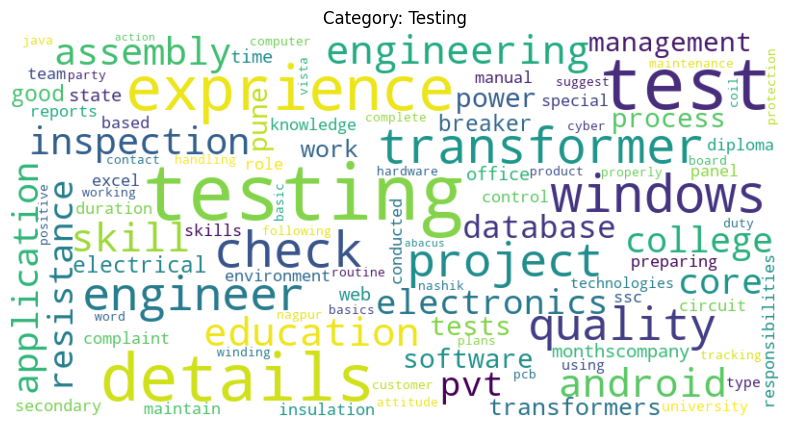 Category: Testing
java action computer
assembly time vista engineering management
team party exprience manual suggest test maintenance coil protection
good state power special cyber process
reports based pune knowledge complete breaker
inspection work transformer diploma
contact handling role office product properly board panel
application excel testing hardware control windows
positive working duration basic duty
resistance skill skills following check conducted abacus database college
electrical environment routine project nashik preparing core
engineer web electronics technologies ssc circuit responsibilities
word nagpur basics tests quality
complaint education plans monthscompany tracking
winding software using
details customer pvt pcb android type
secondary maintain insulation attitude transformers university